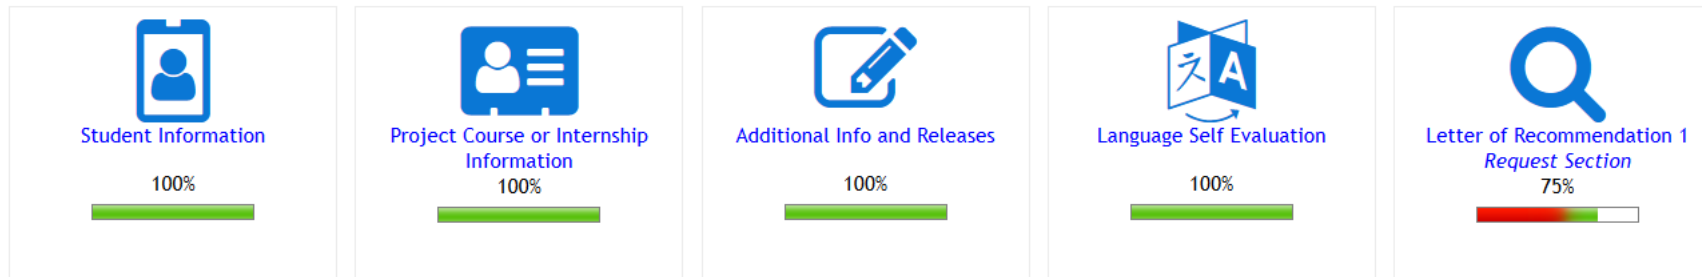 Student Information
100%
Project Course or Internship
Information
100%
Additional Info and Releases
100%
A
Language Self Evaluation
100%
Letter of Recommendation 1
Request Section
75%